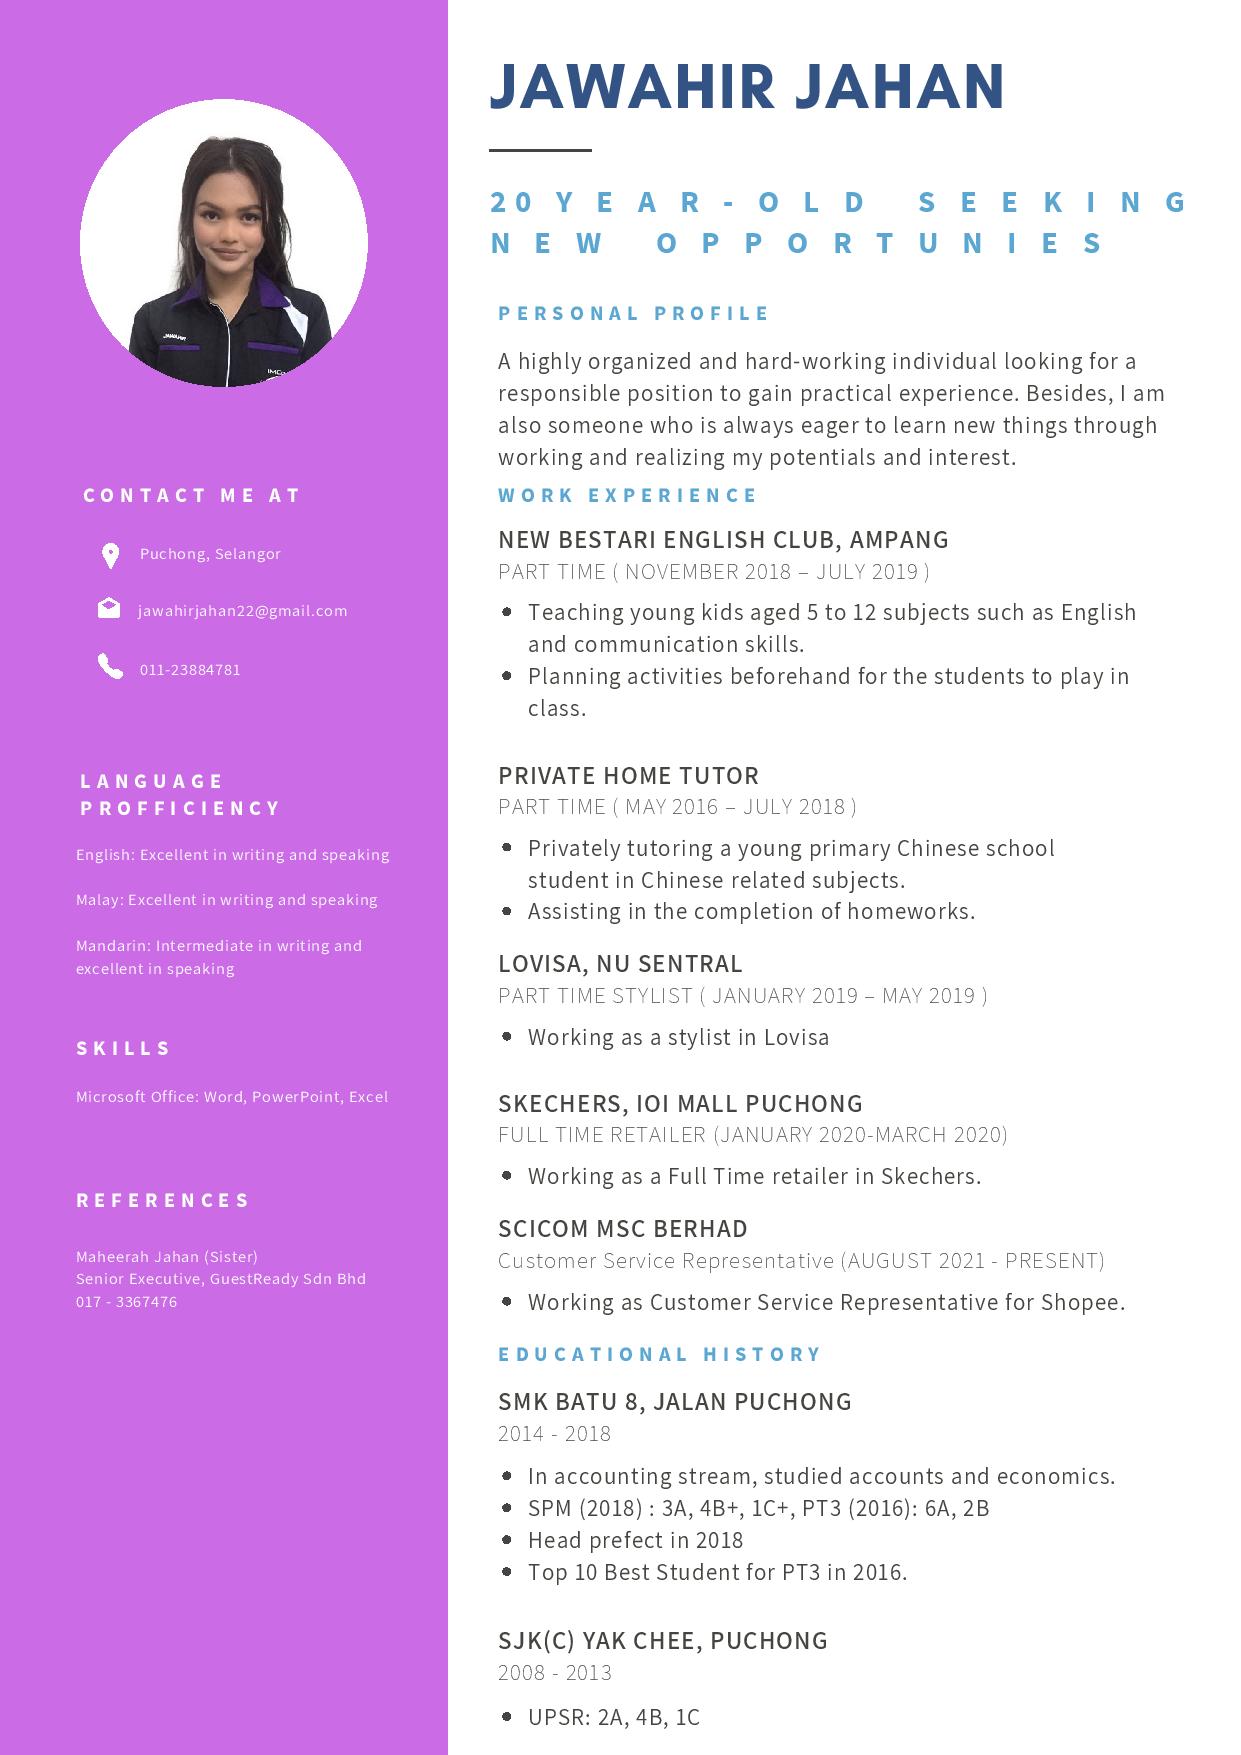 JAWAHIR JAHAN
20 YEAR-OLD SEEKING
NEW OPPORTUNIES
JAWAHIR
CONTACT ME AT
Puchong, Selangor
jawahirjahan22@gmail.com
011-23884781
LANGUAGE
PROFFICIENCY
English: Excellent in writing and speaking
Malay: Excellent in writing and speaking
Mandarin: Intermediate in writing and
excellent in speaking
SKILLS
Microsoft Office: Word, PowerPoint, Excel
REFERENCES
Maheerah Jahan (Sister)
Senior Executive, GuestReady Sdn Bhd
017 - 3367476
PERSONAL PROFILE
A highly organized and hard-working individual looking for a
responsible position to gain practical experience. Besides, I am
also someone who is always eager to learn new things through
working and realizing my potentials and interest.
WORK EXPERIENCE
NEW BESTARI ENGLISH CLUB, AMPANG
PART TIME ( NOVEMBER 2018 – JULY 2019 )
• Teaching young kids aged 5 to 12 subjects such as English
and communication skills.
• Planning activities beforehand for the students to play in
class.
PRIVATE HOME TUTOR
PART TIME ( MAY 2016 – JULY 2018 )
• Privately tutoring a young primary Chinese school
student in Chinese related subjects.
• Assisting in the completion of homeworks.
LOVISA, NU SENTRAL
PART TIME STYLIST ( JANUARY 2019 – MAY 2019 )
• Working as a stylist in Lovisa
SKECHERS, IOI MALL PUCHONG
FULL TIME RETAILER (JANUARY 2020-MARCH 2020)
• Working as a Full Time retailer in Skechers.
SCICOM MSC BERHAD
Customer Service Representative (AUGUST 2021 - PRESENT)
• Working as Customer Service Representative for Shopee.
EDUCATIONAL HISTORY
SMK BATU 8, JALAN PUCHONG
2014 - 2018
• In accounting stream, studied accounts and economics.
• SPM (2018) : 3A, 4B+, 1C+, PT3 (2016): 6A, 2B
• Head prefect in 2018
• Top 10 Best Student for PT3 in 2016.
SJK(C) YAK CHEE, PUCHONG
2008 - 2013
• UPSR: 2A, 4B, 1C